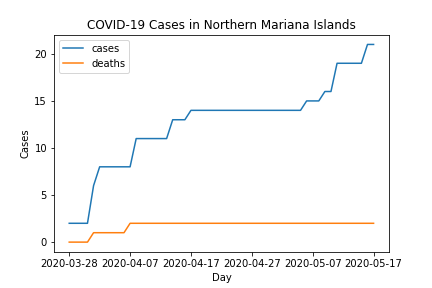 COVID-19 Cases in Northern Mariana Islands
cases
deaths
20
15
10
5
0
Cases
2020-03-28 2020-04-07 2020-04-17 2020-04-27 2020-05-07 2020-05-17
Day